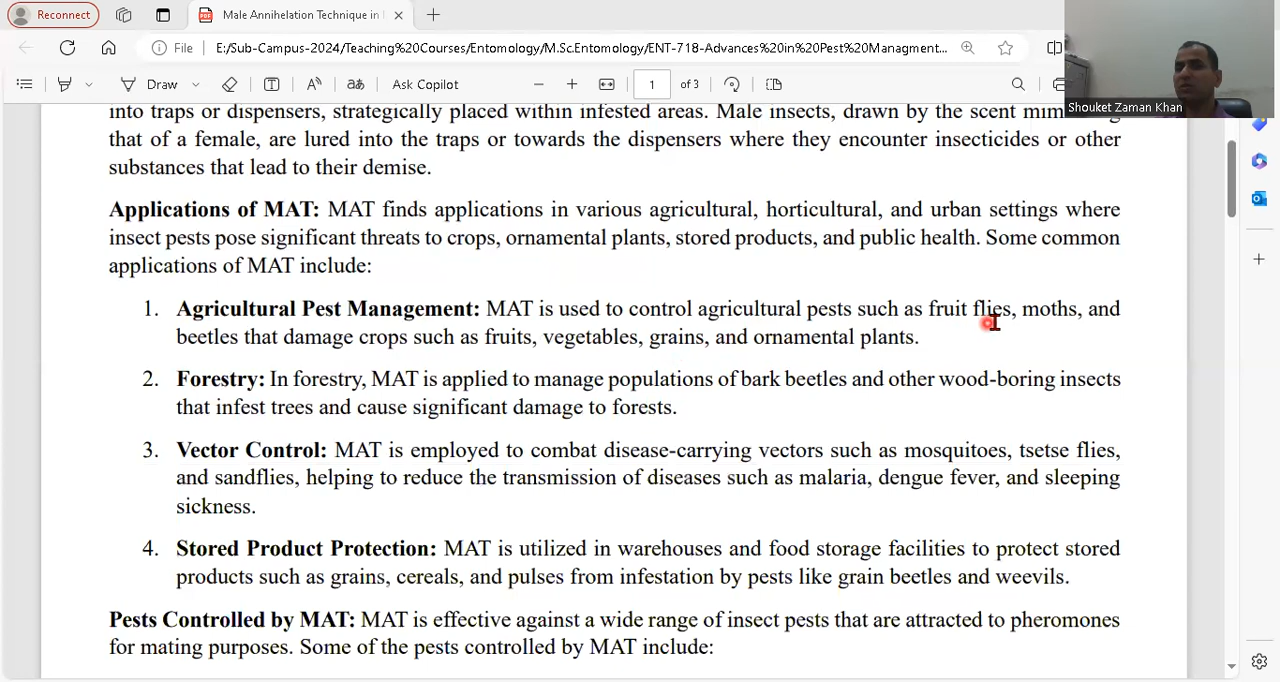 Reconnect
Male Annihelation Technique in
File
E:/Sub-Campus-2024/Teaching%20Courses/Entomology/M.Sc.Entomology/ENT-718-Advances%20in%20Pest%20Managment...
Draw
Ask Copilot
1 of 3
Shouket Zaman Khan
into traps or dispensers, strategically placed within infested areas. Male insects, drawn by the scent
that of a female, are lured into the traps or towards the dispensers where they encounter insecticides or other
substances that lead to their demise.
Applications of MAT: MAT finds applications in various agricultural, horticultural, and urban settings where
insect pests pose significant threats to crops, ornamental plants, stored products, and public health. Some common
applications of MAT include:
1. Agricultural Pest Management: MAT is used to control agricultural pests such as fruit flies, moths, and
beetles that damage crops such as fruits, vegetables, grains, and ornamental plants.
2. Forestry: In forestry, MAT is applied to manage populations of bark beetles and other wood-boring insects
that infest trees and cause significant damage to forests.
3. Vector Control: MAT is employed to combat disease-carrying vectors such as mosquitoes, tsetse flies,
and sandflies, helping to reduce the transmission of diseases such as malaria, dengue fever, and sleeping
sickness.
4. Stored Product Protection: MAT is utilized in warehouses and food storage facilities to protect stored
products such as grains, cereals, and pulses from infestation by pests like grain beetles and weevils.
Pests Controlled by MAT: MAT is effective against a wide range of insect pests that are attracted to pheromones
for mating purposes. Some of the pests controlled by MAT include: